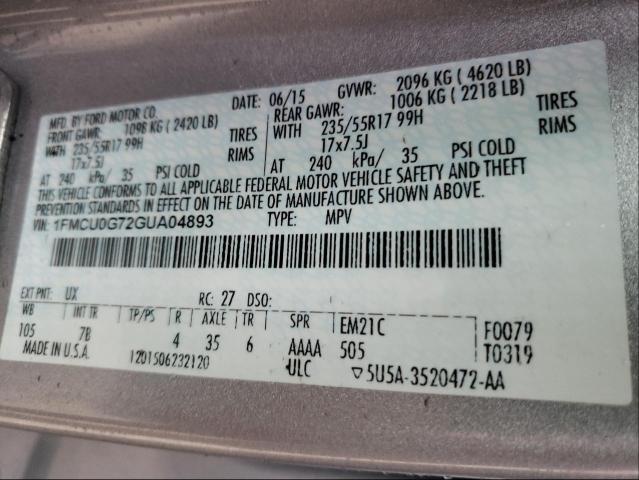 MFD. BY FORD MOTOR CO.
DATE: 06/15 GVWR: 2096 KG ( 4620 LB)
FRONT GAWR: 1098 KG ( 2420 LB) REAR GAWR: 1006 KG ( 2218 LB)
WITH 235/55R17 99H TIRES WITH 235/55R17 99H TIRES
17x7.5J RIMS 17x7.5J RIMS
AT 240 kPa/ 35 PSI COLD AT 240 kPa/ 35 PSI COLD
THIS VEHICLE CONFORMS TO ALL APPLICABLE FEDERAL MOTOR VEHICLE SAFETY AND THEFT
PREVENTION STANDARDS IN EFFECT ON THE DATE OF MANUFACTURE SHOWN ABOVE.
VIN: 1FMCU0G72GUA04893 TYPE: MPV
EXT PNT: UX RC: 27 DSO:
WB INT TR TP/PS R AXLE TR SPR EM21C F0079
105 7B 4 35 6 AAAA 505 T0319
MADE IN U.S.A. 1201506232120 ULC ▽5U5A-3520472-AA